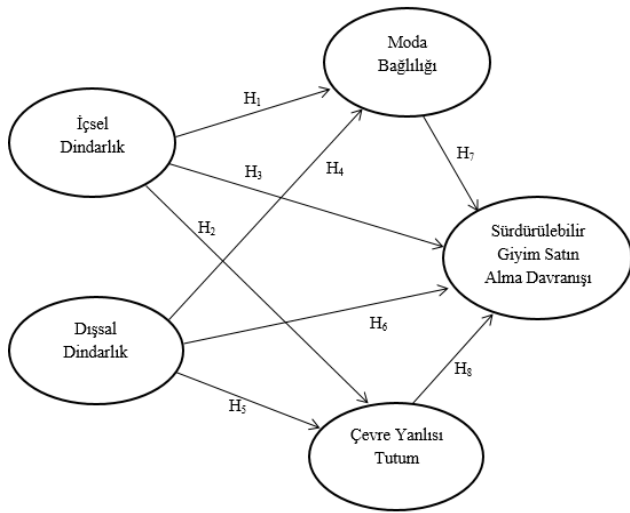 Moda
Bağlılığı
H₁
İçsel
Dindarlık
H₇
H₄
H₃
H₂
Sürdürülebilir
Giyim Satın
Alma Davranışı
Dışsal
Dindarlık
H₆
H₈
H₅
Çevre Yanlısı
Tutum